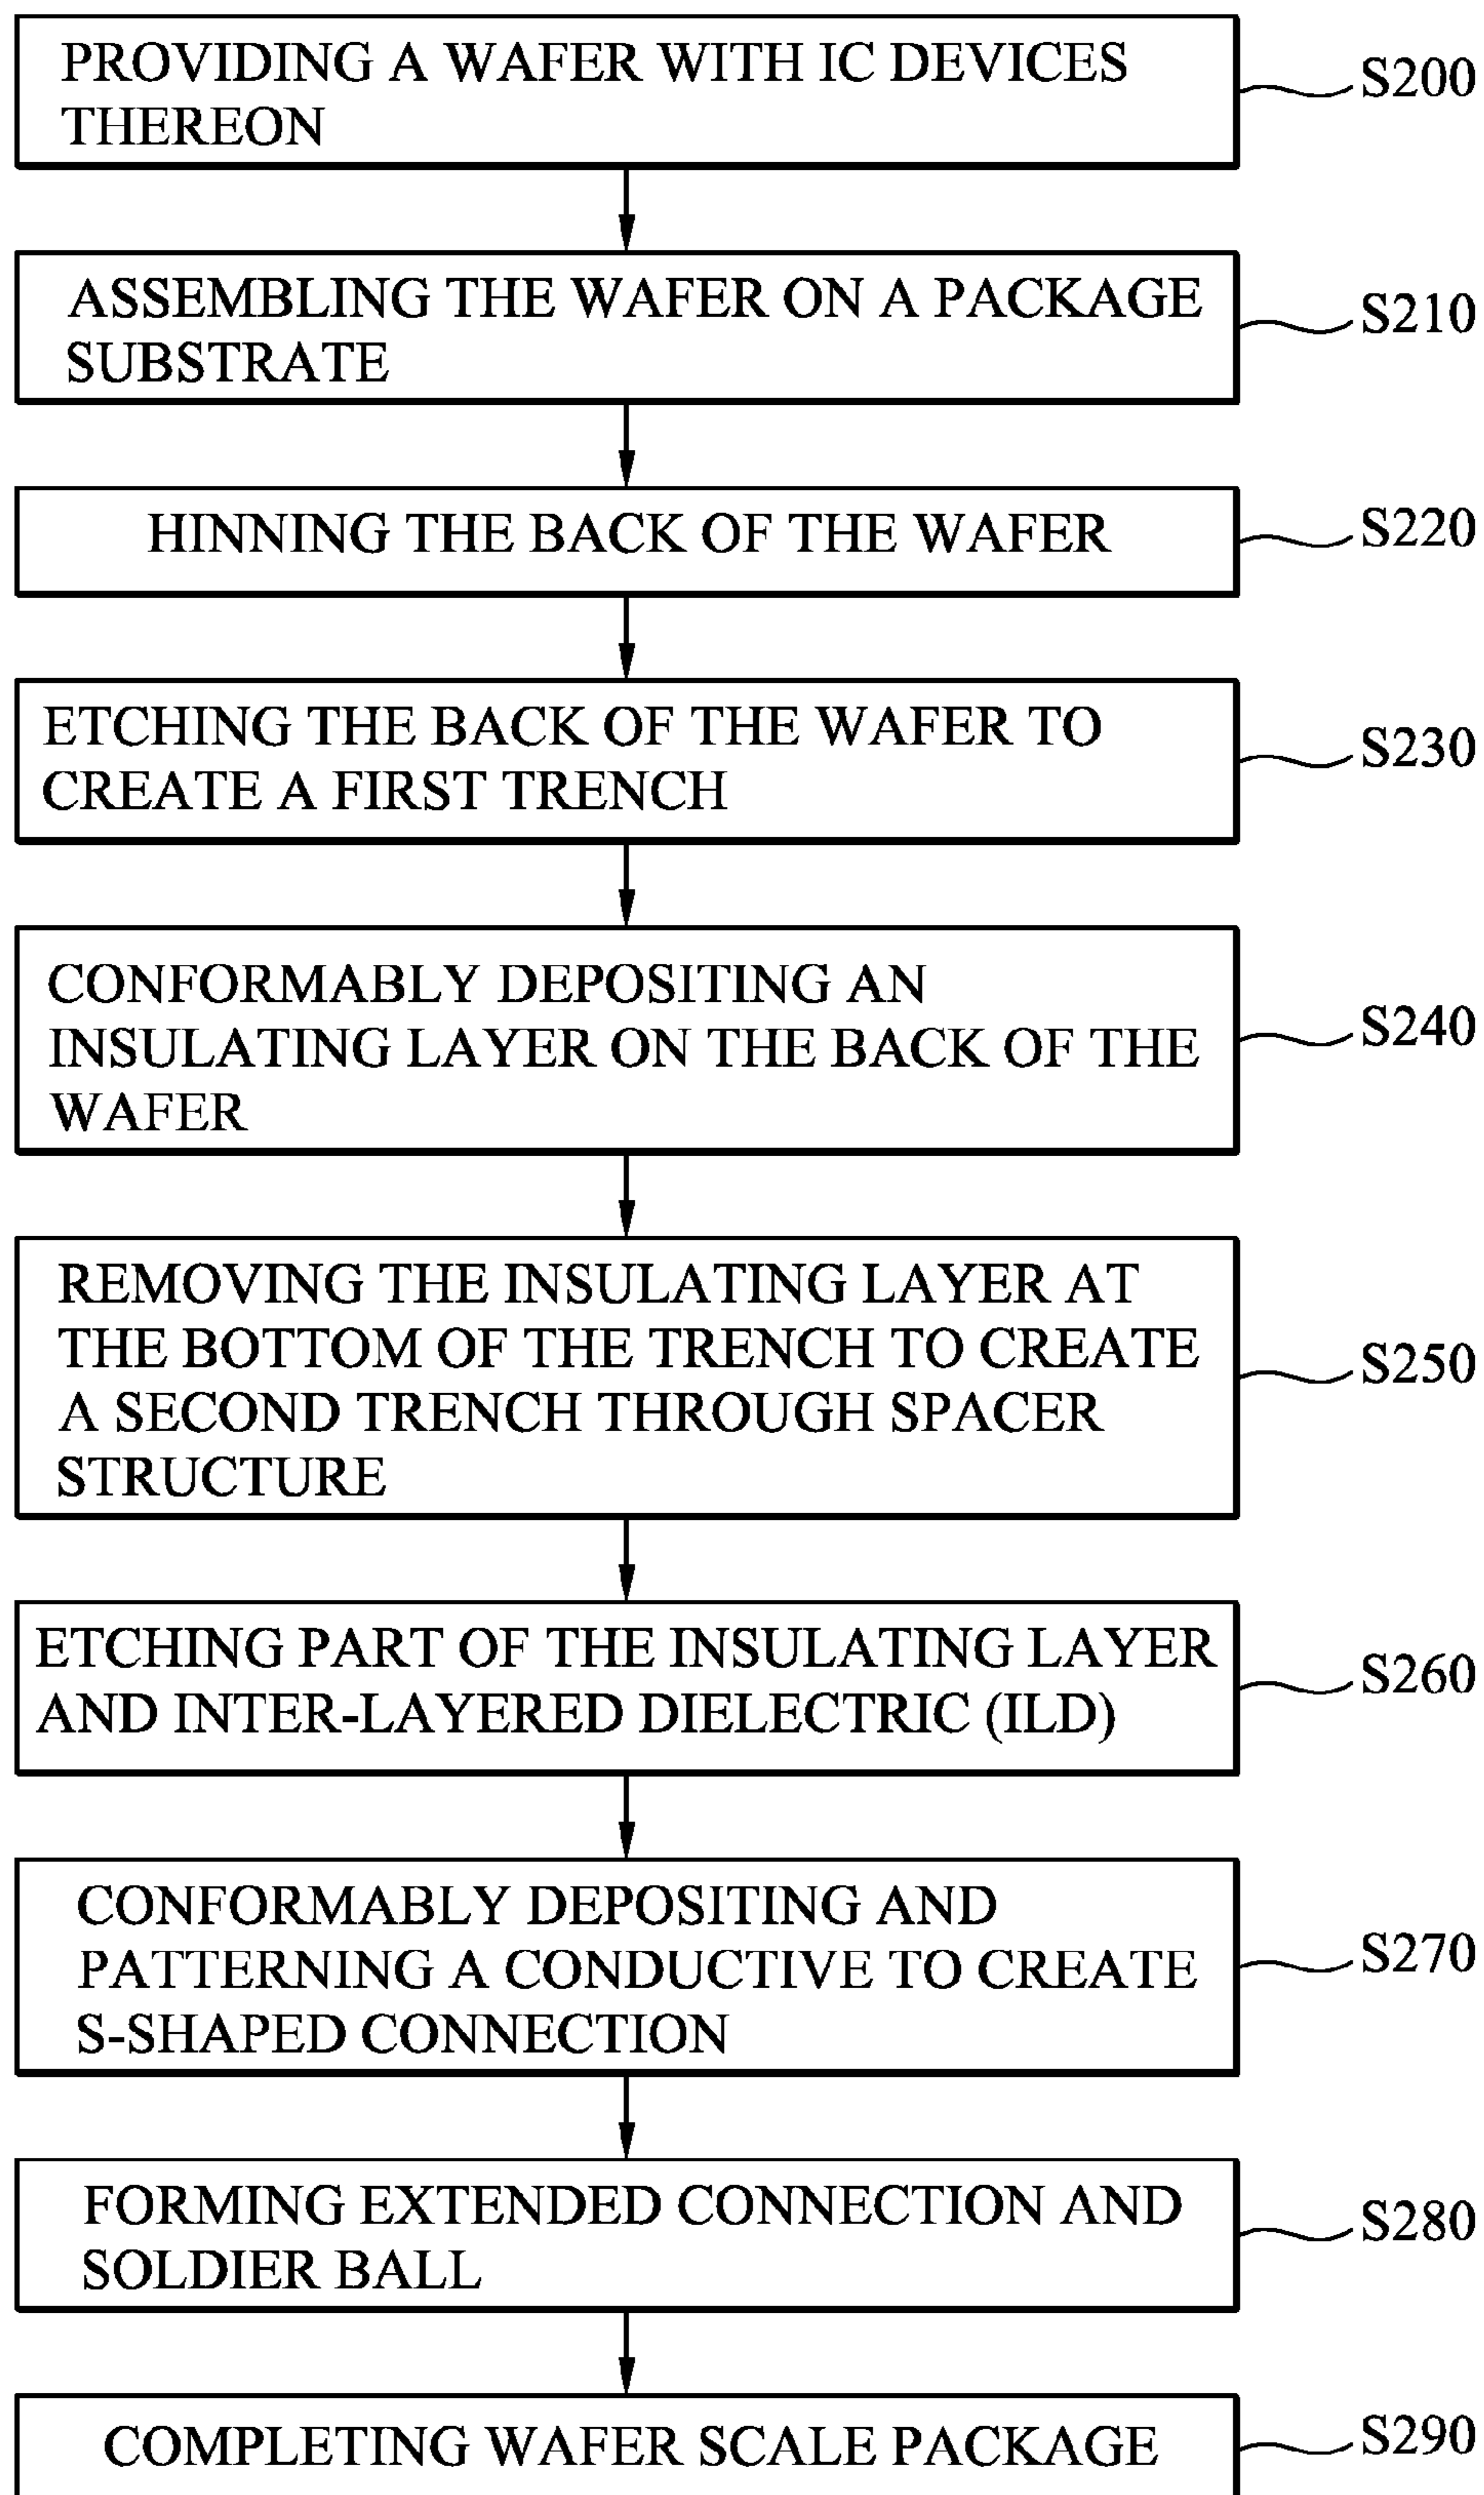 PROVIDING A WAFER WITH IC DEVICES
THEREON
S200
ASSEMBLING THE WAFER ON A PACKAGE
SUBSTRATE
S210
HINNING THE BACK OF THE WAFER
S220
ETCHING THE BACK OF THE WAFER TO
CREATE A FIRST TRENCH
S230
CONFORMABLY DEPOSITING AN
INSULATING LAYER ON THE BACK OF THE
WAFER
S240
REMOVING THE INSULATING LAYER AT
THE BOTTOM OF THE TRENCH TO CREATE
A SECOND TRENCH THROUGH SPACER
STRUCTURE
S250
ETCHING PART OF THE INSULATING LAYER
AND INTER-LAYERED DIELECTRIC (ILD)
S260
CONFORMABLY DEPOSITING AND
PATTERNING A CONDUCTIVE TO CREATE
S-SHAPED CONNECTION
S270
FORMING EXTENDED CONNECTION AND
SOLDIER BALL
S280
COMPLETING WAFER SCALE PACKAGE
S290